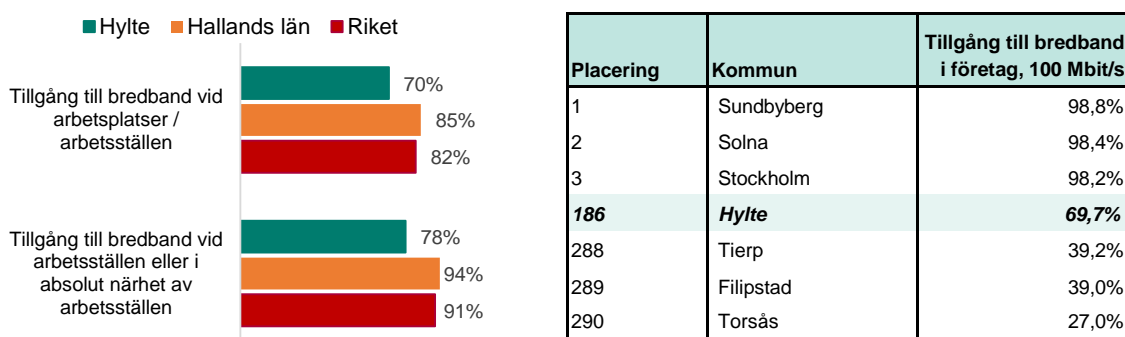 Hylte Hallands län Riket
Tillgång till bredband vid
arbetsplatser /
arbetsställen
70%
85%
82%
Tillgång till bredband vid
arbetsställen eller i
absolut närhet av
arbetsställen
78%
94%
91%
Placering Kommun Tillgång till bredband
i företag, 100 Mbit/s
1 Sundbyberg 98,8%
2 Solna 98,4%
3 Stockholm 98,2%
186 Hylte 69,7%
288 Tierp 39,2%
289 Filipstad 39,0%
290 Torsås 27,0%